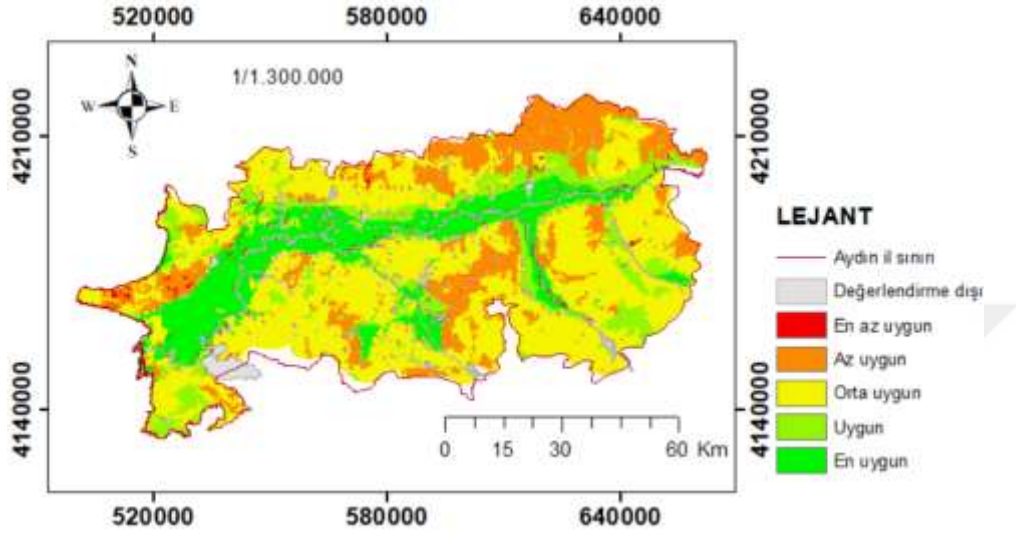 520000 580000 640000
N
W E
S
1/1.300.000
4210000 4210000
4140000 4140000
0 15 30 60 Km
520000 580000 640000
LEJANT
Aydın il sınırı
Değerlendirme dışı
En az uygun
Az uygun
Orta uygun
Uygun
En uygun